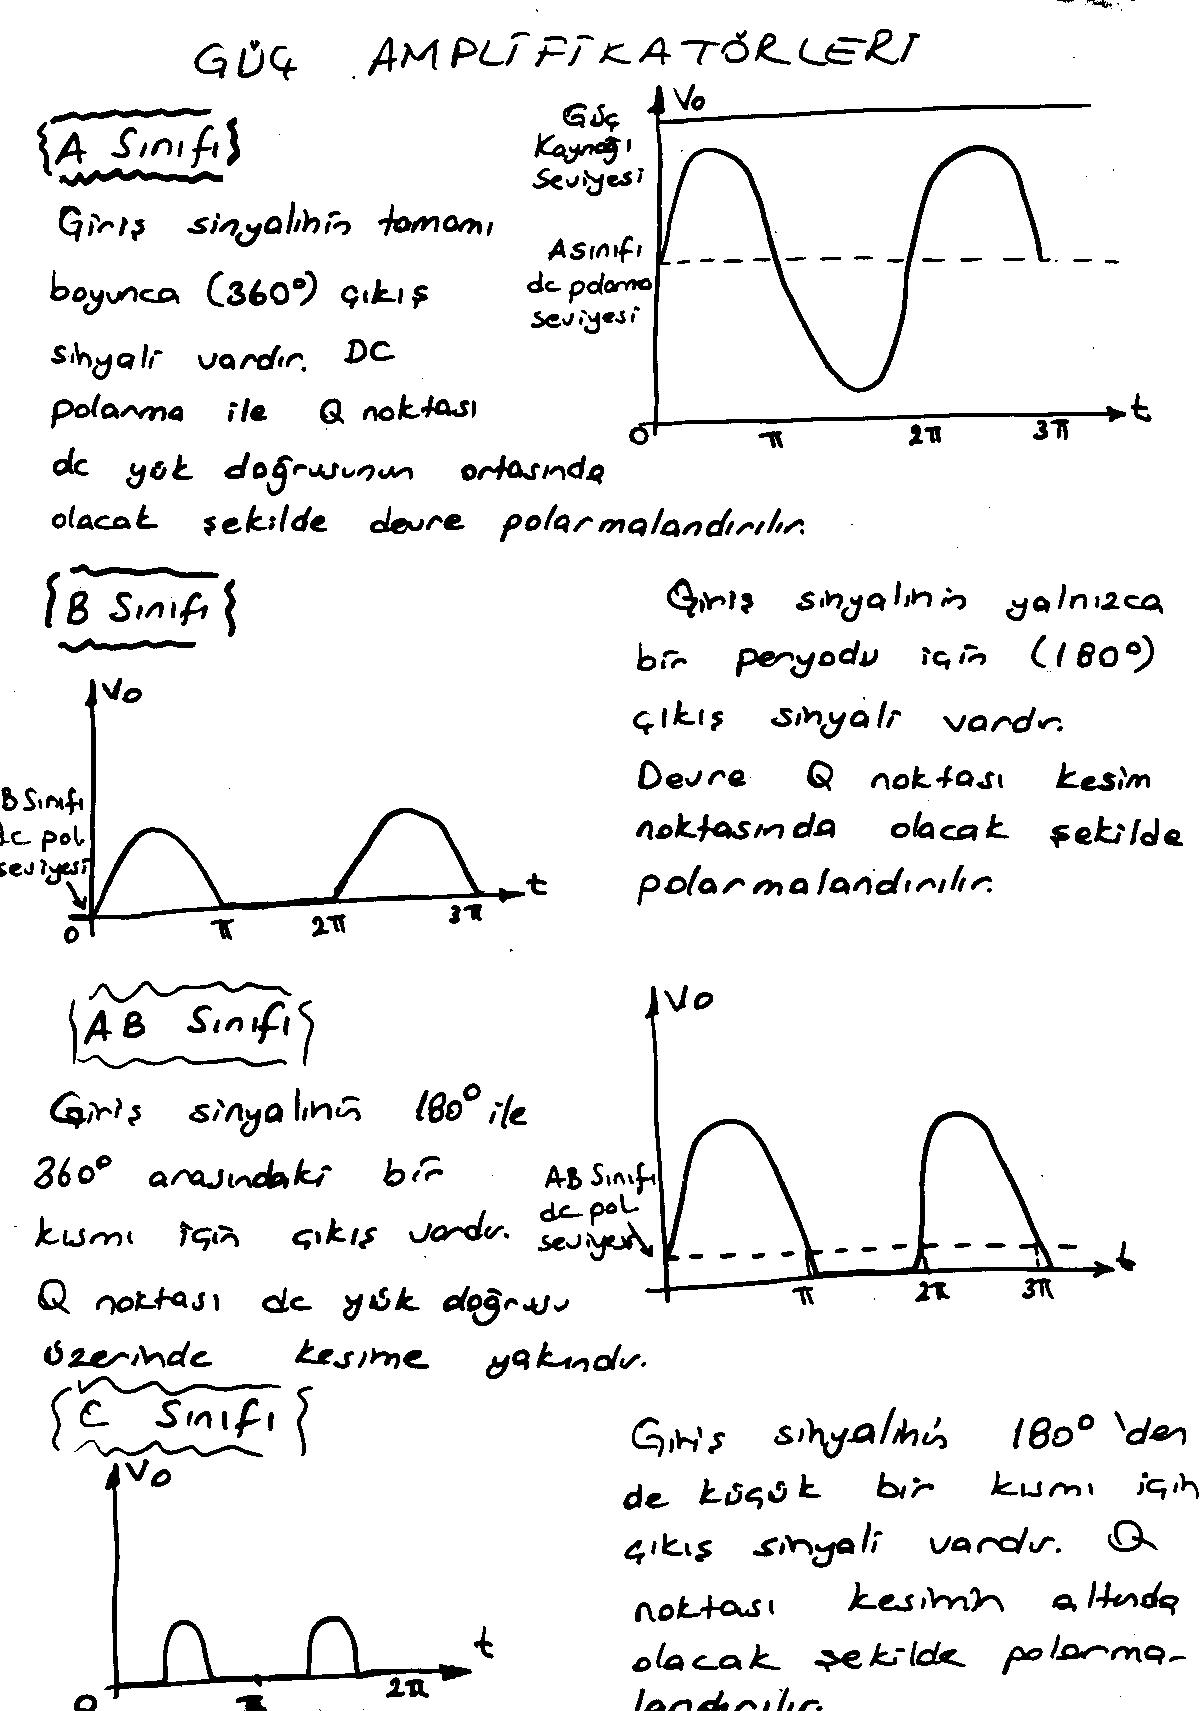 GÜÇ AMPLİFİKATÖRLERİ
A Sınıfı
Giriş sinyalinin tamamı
boyunca (360°) çıkış
sinyali vardır. DC
polarma ile Q noktası
dc yük doğrusunun ortasında
olacak şekilde devre polarmalandırılır.
Vo
Güç
Kaynağı
Seviyesi
A sınıfı
dc polarma
seviyesi
0 π 2π 3π t
B Sınıfı
Vo
B Sınıfı
dc pol.
seviyesi
0 π 2π 3π t
Giriş sinyalinin yalnızca
bir peryodu için (180°)
çıkış sinyali vardır.
Devre Q noktası kesim
noktasında olacak şekilde
polarmalandırılır.
AB Sınıfı
Girişi sinyalinin 180° ile
360° arasındaki bir
kısmı için çıkış vardır.
Q noktası dc yük doğrusu
üzerinde kesime yakındır.
Vo
AB Sınıfı
dc pol.
seviyesi
π 2π 3π t
C Sınıfı
Vo
0 π 2π t
Giriş sinyalinin 180° 'den
de küçük bir kısmı için
çıkış sinyali vardır. Q
noktası kesimin altında
olacak şekilde polarma-
landırılır.